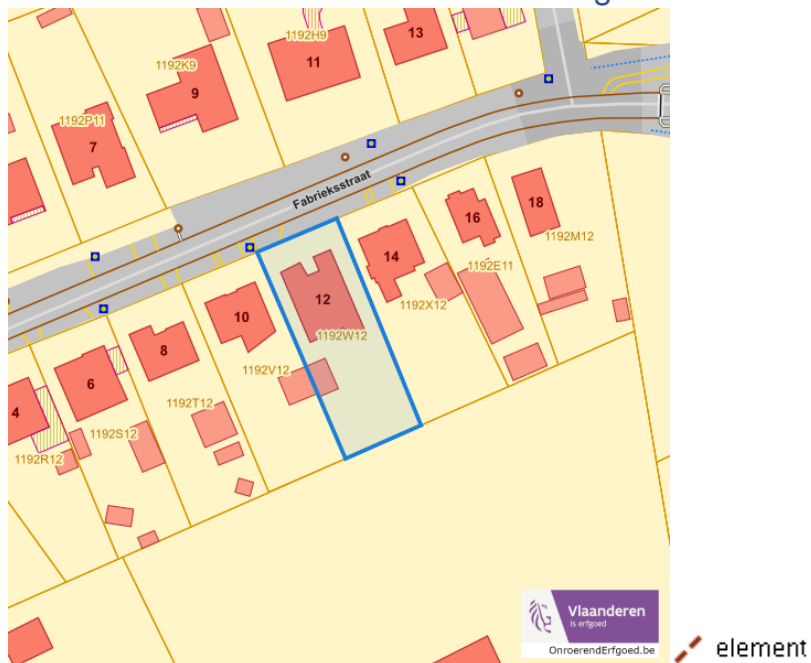 1192H9
13
1192K9
11
9
1192P11
7
Fabrieksstraat
18
16
1192M12
14
1192E11
12
1192X12
10
1192W12
8
1192V12
6
1192T12
4
1192S12
1192R12
Vlaanderen
is erfgoed
OnroerendErfgoed.be
element